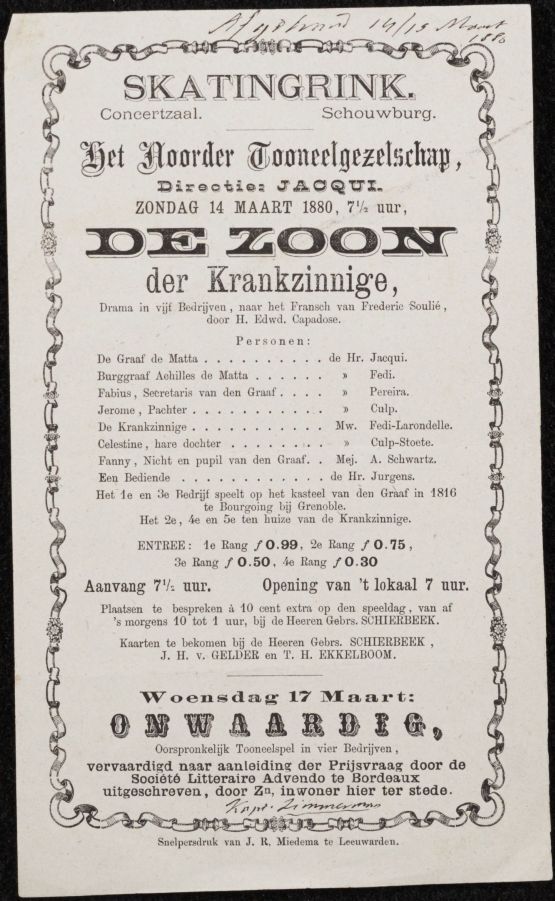 Afgestemd 14/15 Maart
1880
SKATINGRINK.
Concertzaal. Schouwburg.
Het Noorder Tooneelgezelschap,
Directie: JACQUI.
ZONDAG 14 MAART 1880, 7½ uur,
DE ZOON
der Krankzinnige,
Drama in vijf Bedrijven, naar het Fransch van Frederic Soulié,
door H. Edwd. Capadose.
Personen:
De Graaf de Matta . . . . . . . . . . . de Hr. Jacqui.
Burggraaf Achilles de Matta . . . . . . » Fedi.
Fabius, Secretaris van den Graaf . . . . » Pereira.
Jerome, Pachter . . . . . . . . . . . . » Culp.
De Krankzinnige . . . . . . . . . . . . Mw. Fedi-Larondelle.
Celestine, hare dochter . . . . . . . . » Culp-Stoete.
Fanny, Nicht en pupil van den Graaf. . Mej. A. Schwartz.
Een Bediende . . . . . . . . . . . . de Hr. Jurgens.
Het 1e en 3e Bedrijf speelt op het kasteel van den Graaf in 1816
te Bourgoing bij Grenoble.
Het 2e, 4e en 5e ten huize van de Krankzinnige.
ENTREE: 1e Rang ƒ 0.99, 2e Rang ƒ 0.75,
3e Rang ƒ 0.50, 4e Rang ƒ 0.30
Aanvang 7½ uur. Opening van 't lokaal 7 uur.
Plaatsen te bespreken à 10 cent extra op den speeldag, van af
's morgens 10 tot 1 uur, bij de Heeren Gebrs. SCHIERBEEK.
Kaarten te bekomen bij de Heeren Gebrs. SCHIERBEEK,
J. H. v. GELDER en T. H. EKKELBOOM.
Woensdag 17 Maart:
ONWAARDIG,
Oorspronkelijk Tooneelspel in vier Bedrijven,
vervaardigd naar aanleiding der Prijsvraag door de
Société Litteraire Advendo te Bordeaux
uitgeschreven, door Zn, inwoner hier ter stede.
Kapt. Zimmerman
Snelpersdruk van J. R. Miedema te Leeuwarden.